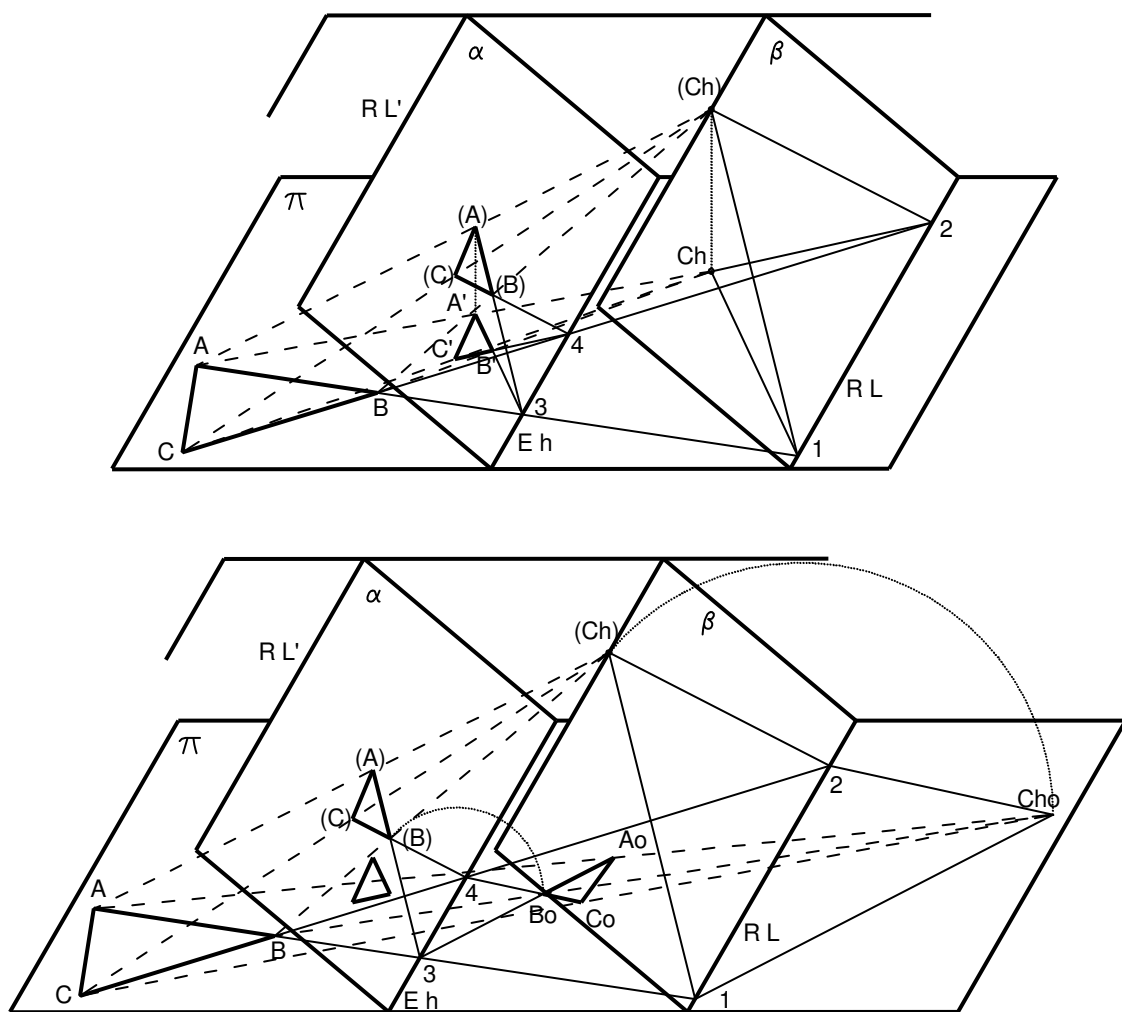 α
β
R L'
(Ch)
π
(A)
2
Ch
(C)
(B)
A'
A
C'
B'
4
R L
B
3
C
E h
1
α
β
(Ch)
R L'
π
(A)
2
Cho
(C)
(B)
Ao
A
4
Bo
Co
B
R L
3
C
E h
1